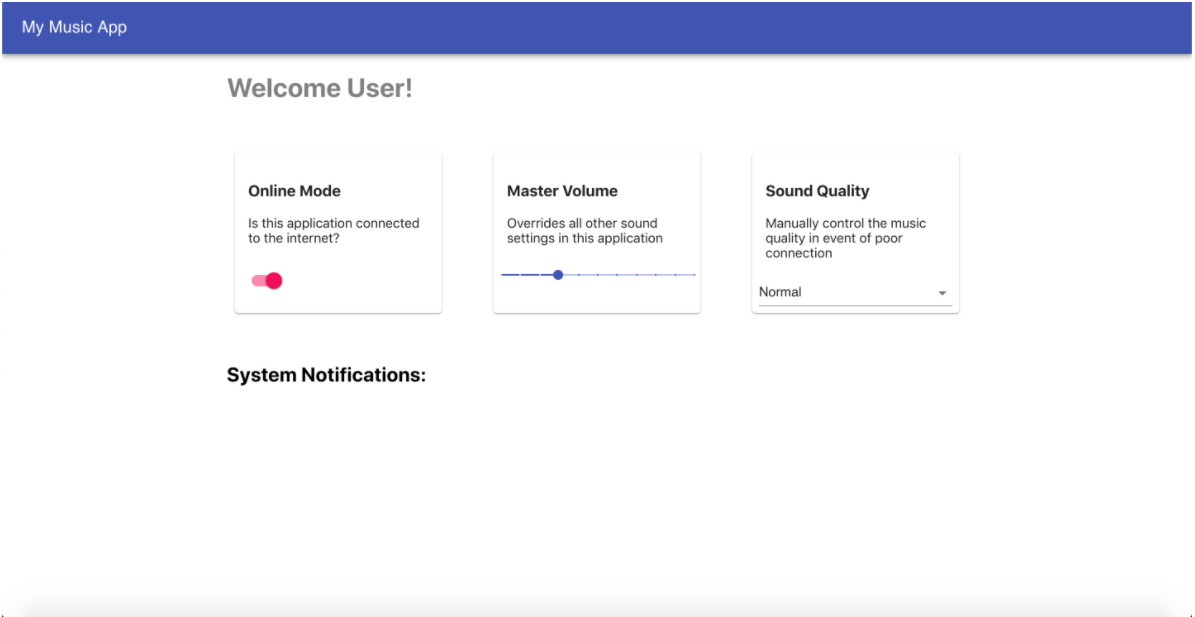 My Music App
Welcome User!
Online Mode
Is this application connected
to the internet?
Master Volume
Overrides all other sound
settings in this application
Sound Quality
Manually control the music
quality in event of poor
connection
Normal
System Notifications: